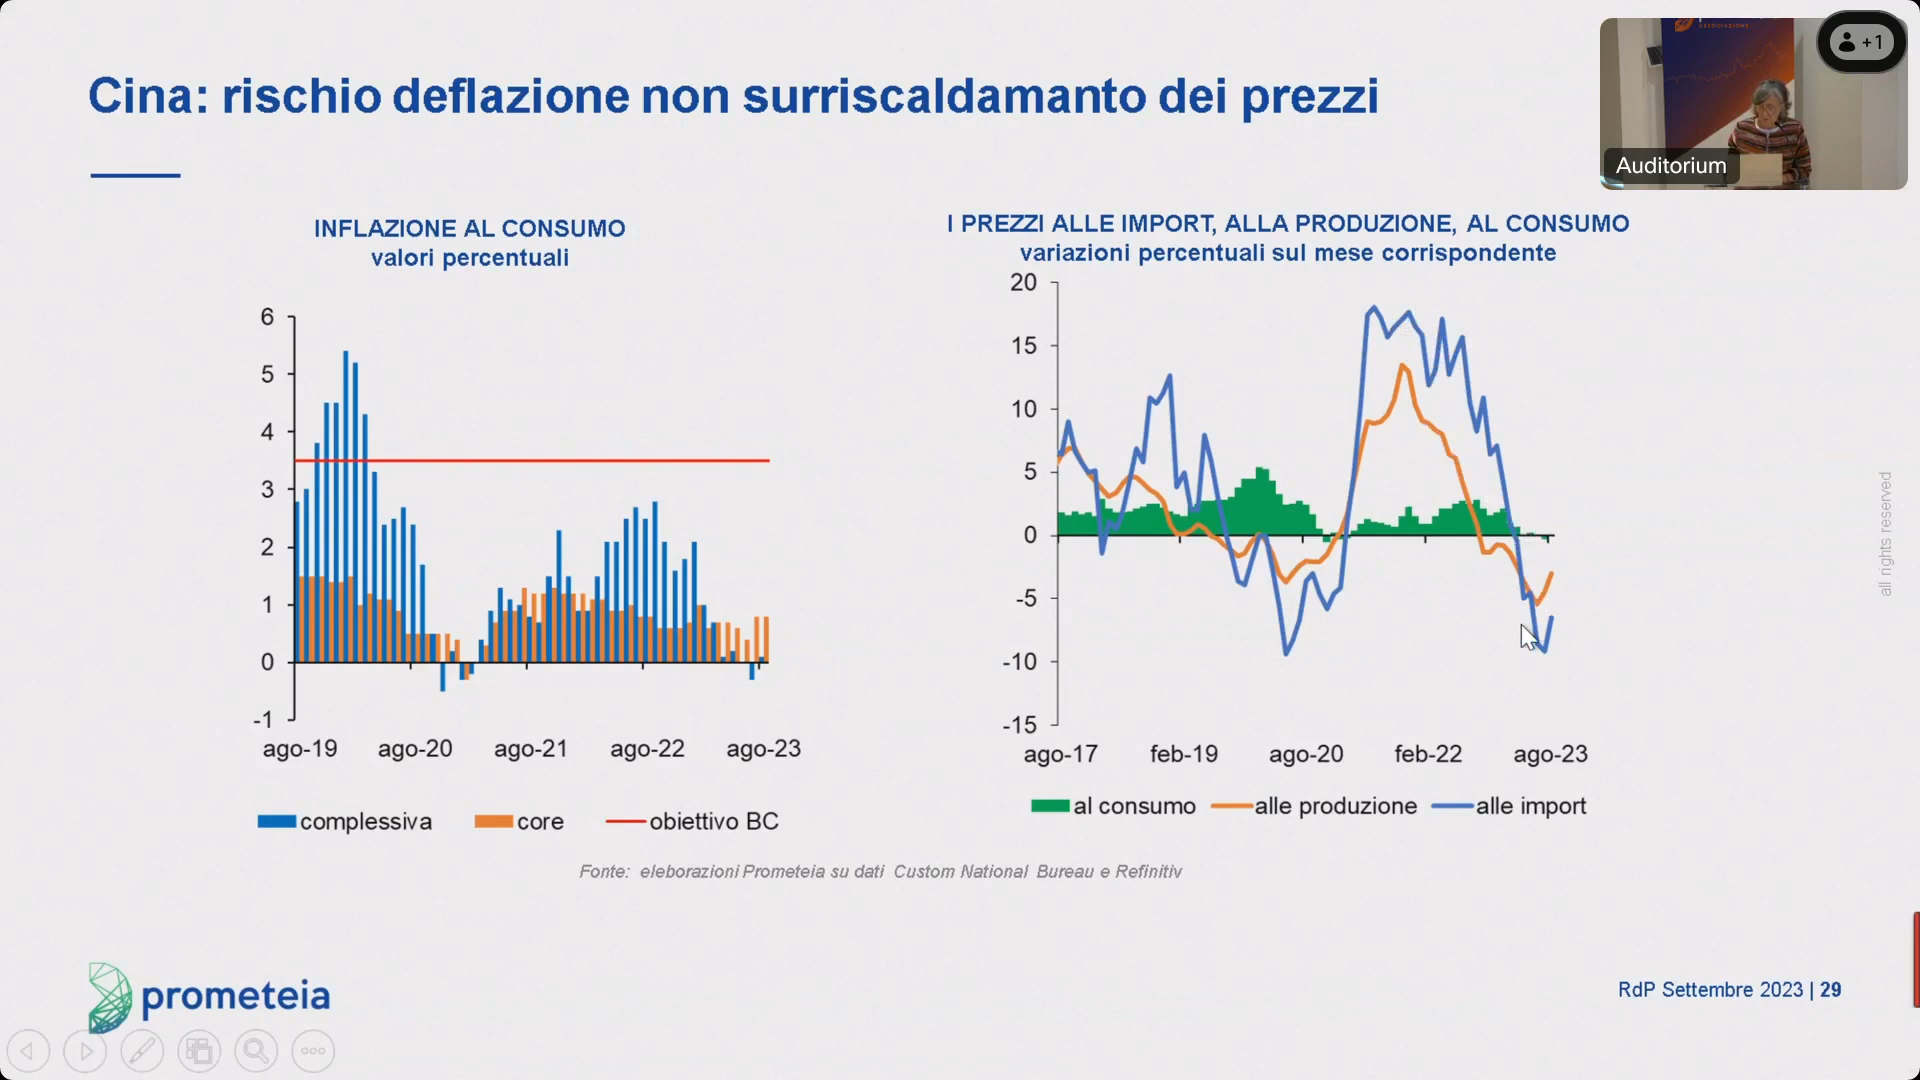 Cina: rischio deflazione non surriscaldamanto dei prezzi
+1
Auditorium
INFLAZIONE AL CONSUMO
valori percentuali
6
5
4
3
2
1
0
-1
ago-19 ago-20 ago-21 ago-22 ago-23
complessiva core obiettivo BC
I PREZZI ALLE IMPORT, ALLA PRODUZIONE, AL CONSUMO
variazioni percentuali sul mese corrispondente
20
15
10
5
0
-5
-10
-15
ago-17 feb-19 ago-20 feb-22 ago-23
al consumo alle produzione alle import
Fonte: eleborazioni Prometeia su dati Custom National Bureau e Refinitiv
all rights reserved
prometeia
RdP Settembre 2023 | 29